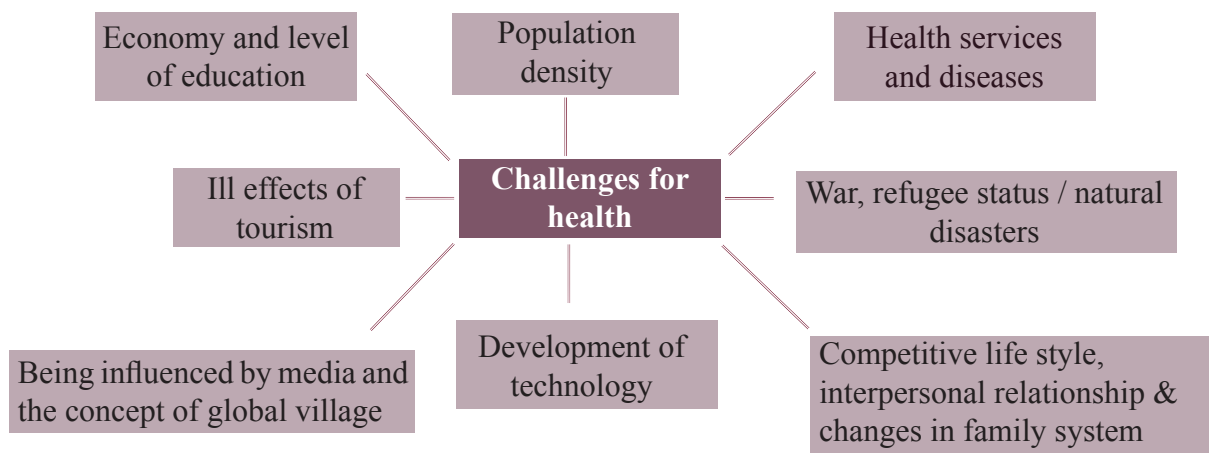 Economy and level
of education
Population
density
Health services
and diseases
Ill effects of
tourism
Challenges for
health
War, refugee status / natural
disasters
Being influenced by media and
the concept of global village
Development of
technology
Competitive life style,
interpersonal relationship &
changes in family system